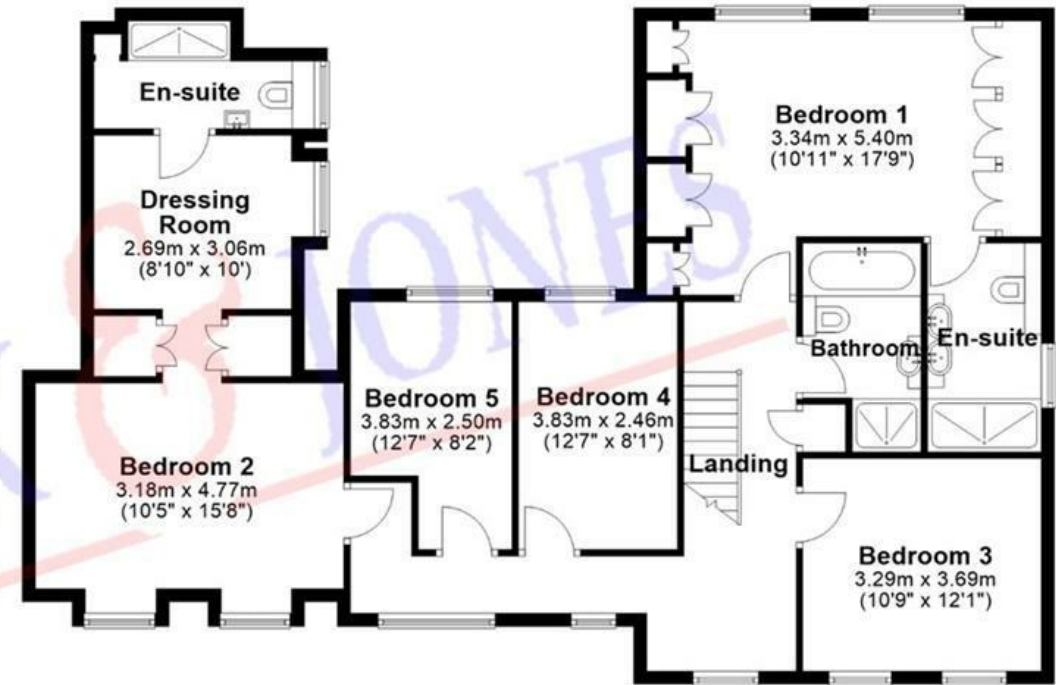 En-suite
Dressing
Room
2.69m x 3.06m
(8'10" x 10')
Bedroom 1
3.34m x 5.40m
(10'11" x 17'9")
Bathroom
En-suite
Bedroom 5
3.83m x 2.50m
(12'7" x 8'2")
Bedroom 4
3.83m x 2.46m
(12'7" x 8'1")
Landing
Bedroom 2
3.18m x 4.77m
(10'5" x 15'8")
Bedroom 3
3.29m x 3.69m
(10'9" x 12'1")
& JONES